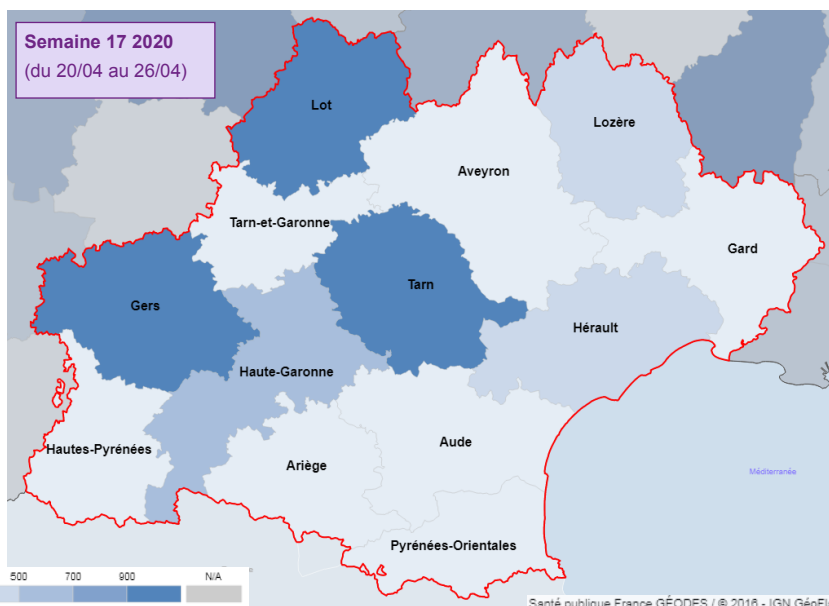 Semaine 17 2020
(du 20/04 au 26/04)
Lot
Lozère
Aveyron
Tarn-et-Garonne
Gard
Tarn
Gers
Hérault
Haute-Garonne
Hautes-Pyrénées
Aude
Ariège
Méditerranée
Pyrénées-Orientales
500 700 900 N/A
Santé publique France GÉODES / © 2016 - IGN GéoFL